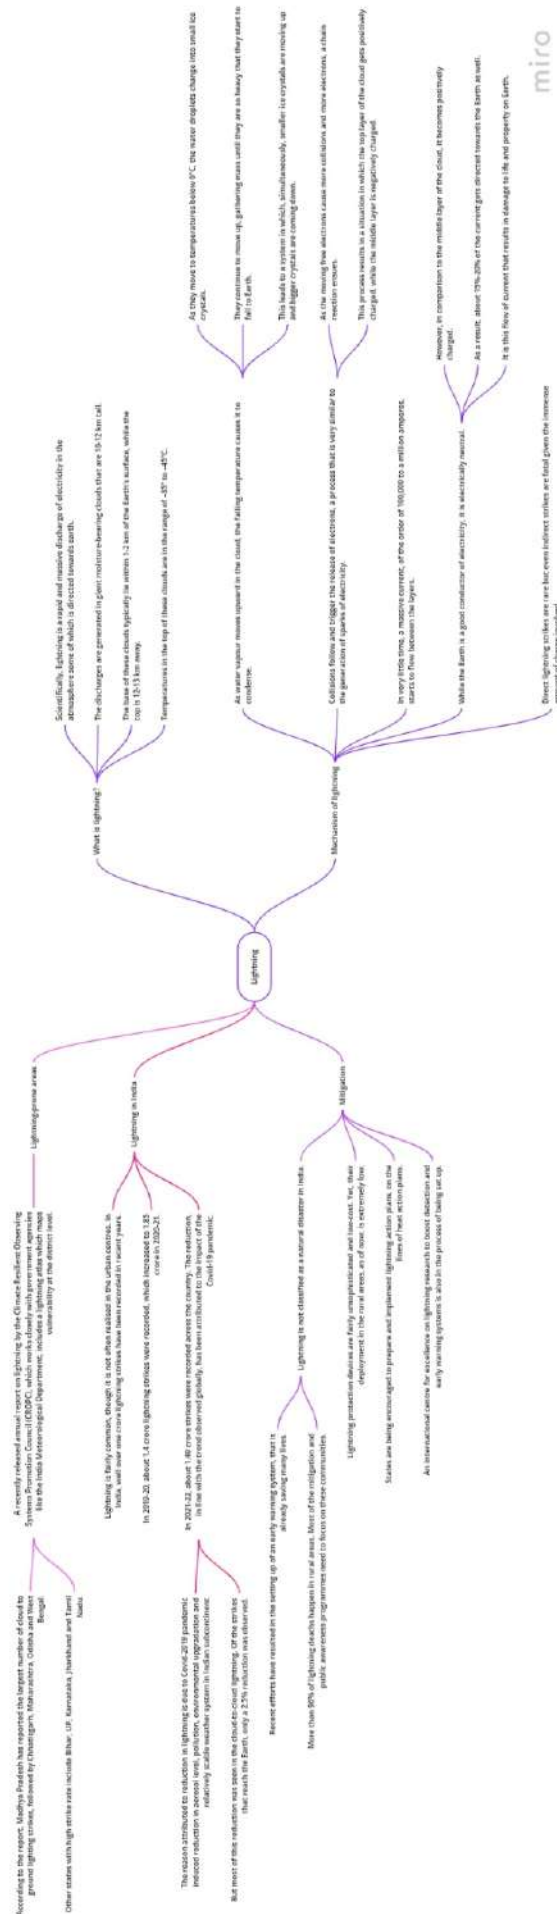 Lightning
What is lightning?
Scientifically, lightning is a rapid and massive discharge of electricity in the
atmosphere some of which is directed towards earth.
The discharges are generated in giant moisture-bearing clouds that are 10-12 km tall.
The base of these clouds typically lie within 1-2 km of the Earth's surface, while the
top is 12-13 km away.
Temperatures in the top of these clouds are in the range of -35° to -45°C.
Mechanism of lightning
As water vapour moves upward in the cloud, the falling temperature causes it to
condense.
As they move to temperatures below 0°C, the water droplets change into small ice
crystals.
They continue to move up, gathering mass until they are so heavy that they start to
fall to Earth.
This leads to a system in which, simultaneously, smaller ice crystals are moving up
and bigger crystals are coming down.
Collisions follow and trigger the release of electrons, a process that is very similar to
the generation of sparks of electricity.
As the moving free electrons cause more collisions and more electrons, a chain
reaction ensues.
This process results in a situation in which the top layer of the cloud gets positively
charged, while the middle layer is negatively charged.
In very little time, a massive current, of the order of 100,000 to a million amperes,
starts to flow between the layers.
While the Earth is a good conductor of electricity, it is electrically neutral.
However, in comparison to the middle layer of the cloud, it becomes positively
charged.
As a result, about 15%-20% of the current gets directed towards the Earth as well.
It is this flow of current that results in damage to life and property on Earth.
Direct lightning strikes are rare but even indirect strikes are fatal given the immense
Lightning-prone areas
A recently released annual report on lightning by the Climate Resilient Observing
Systems Promotion Council (CROPC), which works closely with government agencies
like the India Meteorological Department, includes a lightning atlas which maps
vulnerability at the district level.
According to the report, Madhya Pradesh has reported the largest number of cloud to
ground lighting strikes, followed by Chhattisgarh, Maharashtra, Odisha and West
Bengal.
Other states with high strike rate include Bihar, UP, Karnataka, Jharkhand and Tamil
Nadu
Lightning in India
Lightning is fairly common, though it is not often realised in the urban centres. In
India, well over one crore lightning strikes have been recorded in recent years.
In 2019-20, about 1.4 crore lightning strikes were recorded, which increased to 1.85
crore in 2020-21.
In 2021-22, about 1.49 crore strikes were recorded across the country. The reduction,
in line with the trend observed globally, has been attributed to the impact of the
Covid-19 pandemic.
The reason attributed to reduction in lightning is due to Covid-2019 pandemic
induced reduction in aerosol level, pollution, environmental upgradation and
relatively stable weather system in Indian subcontinent
But most of this reduction was seen in the cloud-to-cloud lightning. Of the strikes
that reach the Earth, only a 2.5% reduction was observed.
Mitigation
Lightning is not classified as a natural disaster in India.
Recent efforts have resulted in the setting up of an early warning system, that is
already saving many lives.
More than 96% of lightning deaths happen in rural areas. Most of the mitigation and
public awareness programmes need to focus on these communities.
Lightning protection devices are fairly unsophisticated and low-cost. Yet, their
deployment in the rural areas, as of now, is extremely low.
States are being encouraged to prepare and implement lightning action plans, on the
lines of heat action plans.
An international centre for excellence on lightning research to boost detection and
early warning systems is also in the process of being set up.
miro